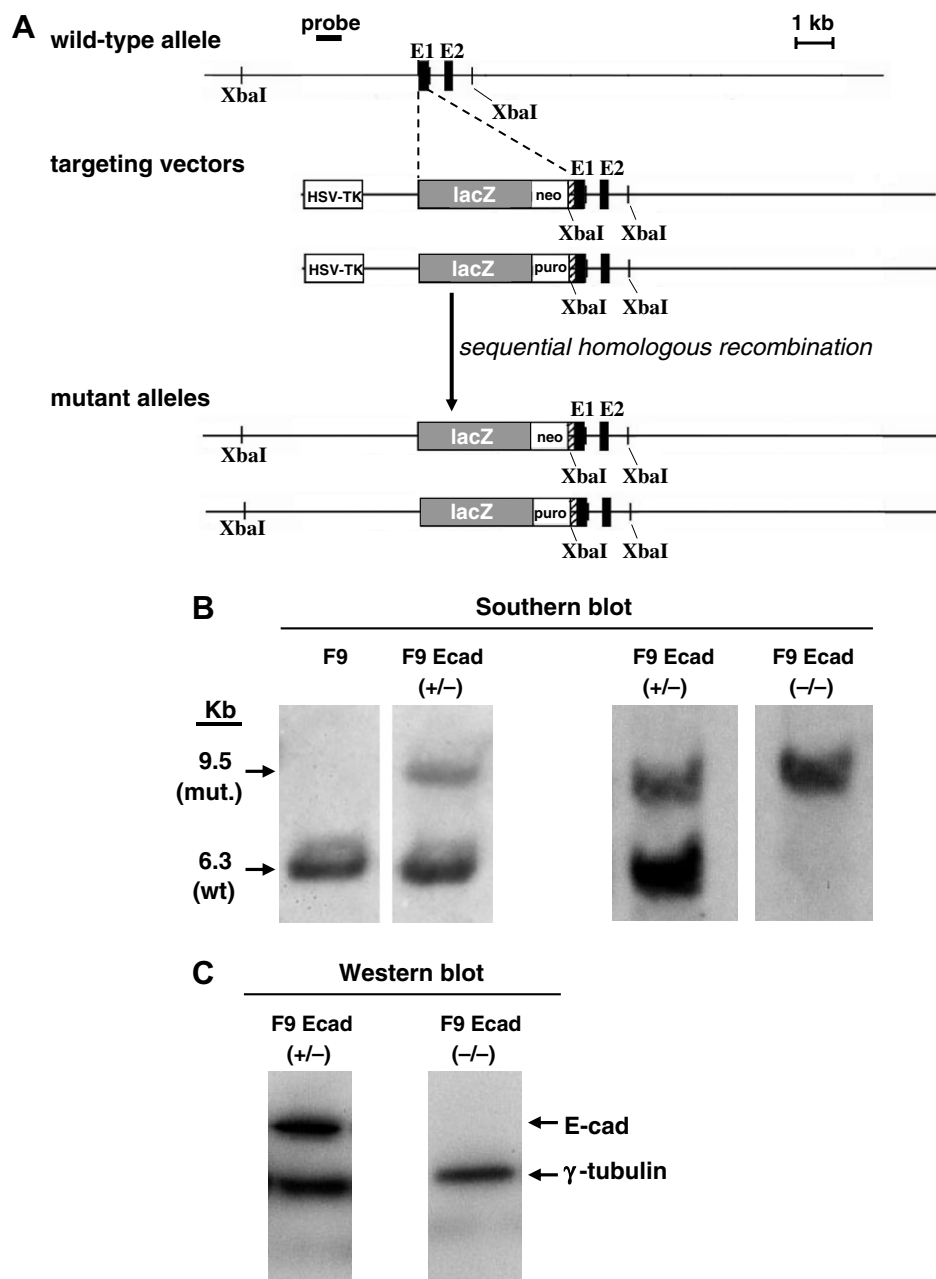 A
probe
1 kb
wild-type allele
E1 E2
XbaI
XbaI
targeting vectors
E1 E2
HSV-TK lacZ neo
XbaI XbaI
HSV-TK lacZ puro
XbaI XbaI
sequential homologous recombination
mutant alleles
E1 E2
lacZ neo
XbaI XbaI XbaI
lacZ puro
XbaI XbaI XbaI
B
Southern blot
F9 F9 Ecad F9 Ecad F9 Ecad
(+/–) (+/–) (–/–)
Kb
9.5
(mut.)
6.3
(wt)
C
Western blot
F9 Ecad F9 Ecad
(+/–) (–/–)
E-cad
γ-tubulin